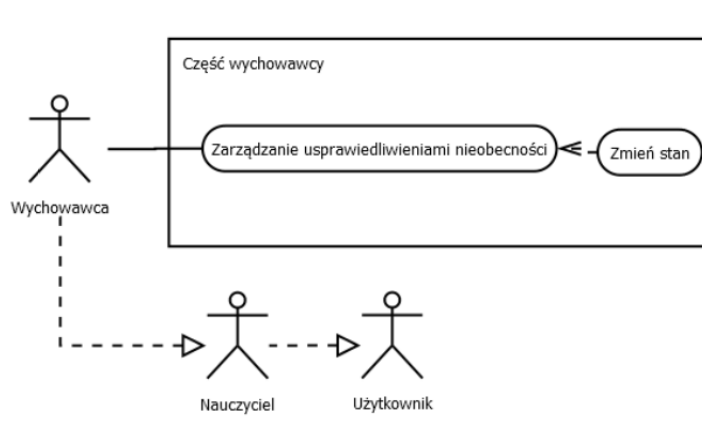 Część wychowawcy
Zarządzanie usprawiedliwieniami nieobecności
Zmień stan
Wychowawca
Nauczyciel
Użytkownik